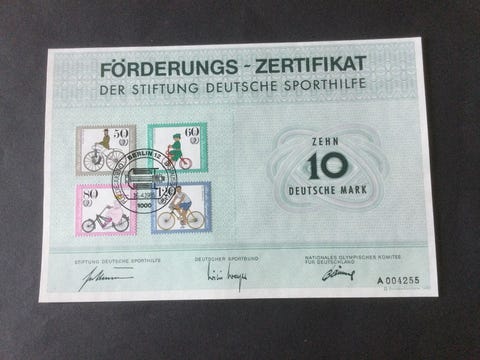 FÖRDERUNGS - ZERTIFIKAT
DER STIFTUNG DEUTSCHE SPORTHILFE
50
60
80
120
BERLIN 12
1000
ZEHN
10
DEUTSCHE MARK
STIFTUNG DEUTSCHE SPORTHILFE
DEUTSCHER SPORTBUND
NATIONALES OLYMPISCHES KOMITEE
FÜR DEUTSCHLAND
A 004255